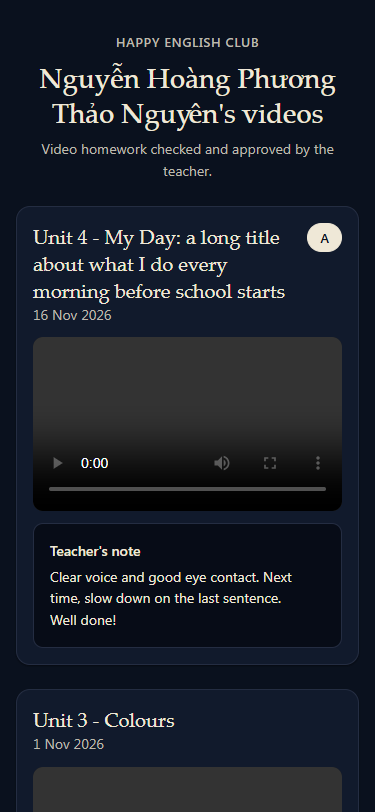 HAPPY ENGLISH CLUB
Nguyễn Hoàng Phương
Thảo Nguyên's videos
Video homework checked and approved by the
teacher.
Unit 4 - My Day: a long title
about what I do every
morning before school starts
A
16 Nov 2026
0:00
Teacher's note
Clear voice and good eye contact. Next
time, slow down on the last sentence.
Well done!
Unit 3 - Colours
1 Nov 2026